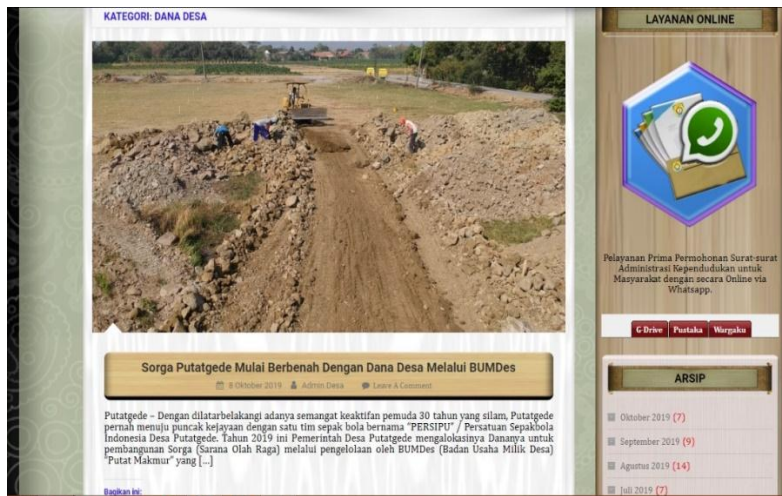 KATEGORI: DANA DESA
Sorga Putatgede Mulai Berbenah Dengan Dana Desa Melalui BUMDes
8 Oktober 2019 Admin Desa Leave A Comment
Putatgede – Dengan dilatarbelakangi adanya semangat keaktifan pemuda 30 tahun yang silam, Putatgede
pernah menuju puncak kejayaan dengan satu tim sepak bola bernama “PERSIPU” / Persatuan Sepakbola
Indonesia Desa Putatgede. Tahun 2019 ini Pemerintah Desa Putatgede mengalokasinya Dananya untuk
pembangunan Sorga (Sarana Olah Raga) melalui pengelolaan oleh BUMDes (Badan Usaha Milik Desa)
“Putat Makmur” yang […]
Bagikan ini:
LAYANAN ONLINE
Pelayanan Prima Permohonan Surat-surat
Administrasi Kependudukan untuk
Masyarakat dengan secara Online via
Whatsapp.
G-Drive Pustaka Wargaku
ARSIP
Oktober 2019 (7)
September 2019 (9)
Agustus 2019 (14)
Juli 2019 (7)